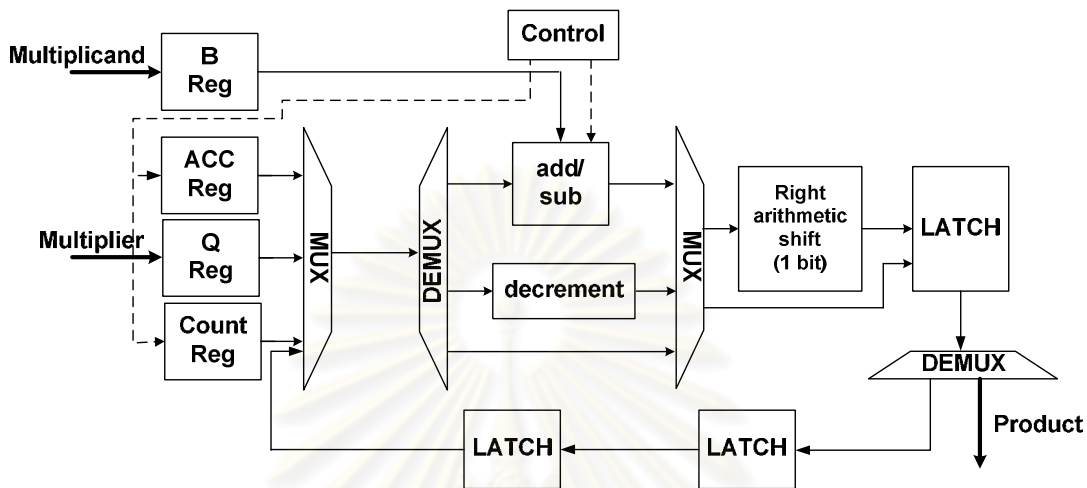 Control
Multiplicand
B
Reg
ACC
Reg
Multiplier
Q
Reg
Count
Reg
MUX
DEMUX
add/
sub
decrement
MUX
Right
arithmetic
shift
(1 bit)
LATCH
DEMUX
Product
LATCH
LATCH